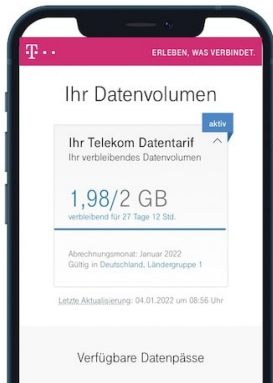 T
ERLEBEN, WAS VERBINDET.
Ihr Datenvolumen
aktiv
Ihr Telekom Datentarif
Ihr verbleibendes Datenvolumen
1,98/2 GB
verbleibend für 27 Tage 12 Std.
Abrechnungsmonat: Januar 2022
Gültig in Deutschland, Ländergruppe 1
Letzte Aktualisierung: 04.01.2022 um 08:56 Uhr
Verfügbare Datenpässe